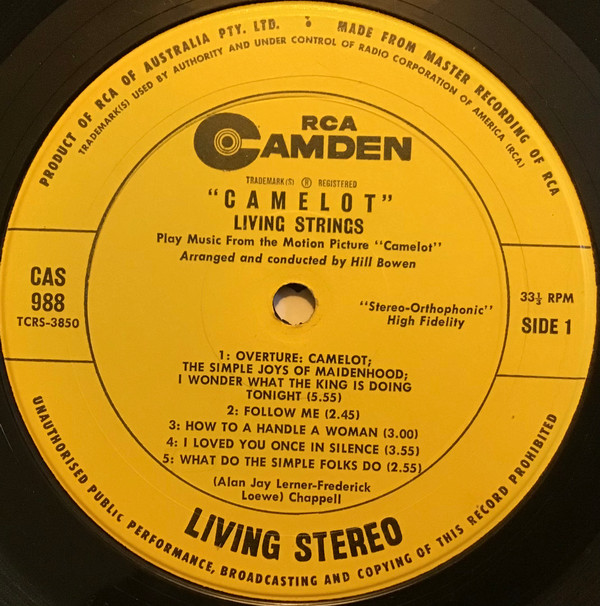 PRODUCT OF RCA OF AUSTRALIA PTY. LTD. MADE FROM MASTER RECORDING OF RCA
TRADEMARK(S) USED BY AUTHORITY AND UNDER CONTROL OF RADIO CORPORATION OF AMERICA (RCA)
RCA
CAMDEN
TRADEMARK(S) ® REGISTERED
"CAMELOT"
LIVING STRINGS
Play Music From the Motion Picture "Camelot"
Arranged and conducted by Hill Bowen
CAS
988
TCRS-3850
"Stereo-Orthophonic"
High Fidelity
33⅓ RPM
SIDE 1
1: OVERTURE: CAMELOT;
THE SIMPLE JOYS OF MAIDENHOOD;
I WONDER WHAT THE KING IS DOING
TONIGHT (5.55)
2: FOLLOW ME (2.45)
3: HOW TO A HANDLE A WOMAN (3.00)
4: I LOVED YOU ONCE IN SILENCE (3.55)
5: WHAT DO THE SIMPLE FOLKS DO (2.55)
(Alan Jay Lerner-Frederick
Loewe) Chappell
LIVING STEREO
UNAUTHORISED PUBLIC PERFORMANCE, BROADCASTING AND COPYING OF THIS RECORD PROHIBITED